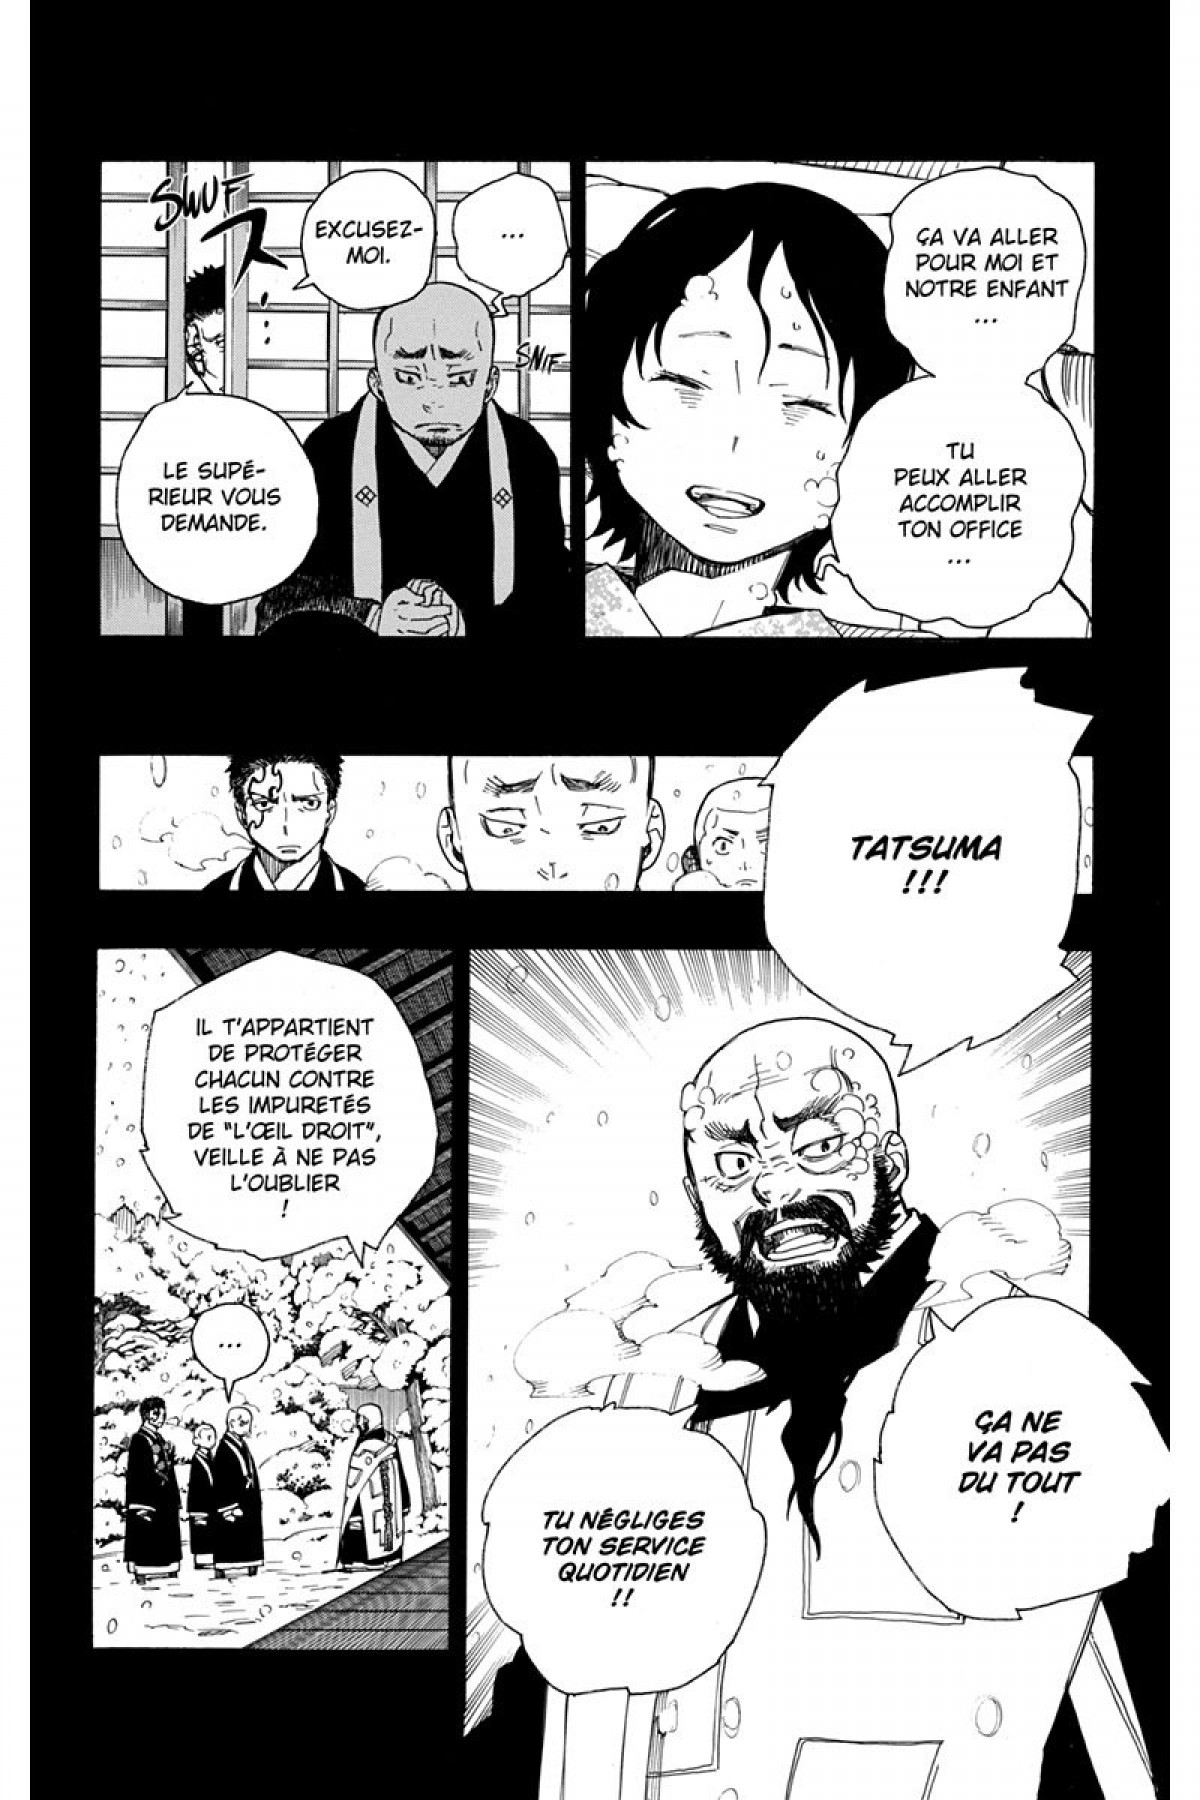 ÇA VA ALLER
POUR MOI ET
NOTRE ENFANT
...
TU
PEUX ALLER
ACCOMPLIR
TON OFFICE
...
...
SNIF
EXCUSEZ-
MOI.
SWUF
ス
LE SUPÉ-
RIEUR VOUS
DEMANDE.
TATSUMA
!!!
ÇA NE
VA PAS
DU TOUT
!
TU NÉGLIGES
TON SERVICE
QUOTIDIEN
!!
IL T'APPARTIENT
DE PROTÉGER
CHACUN CONTRE
LES IMPURETÉS
DE "L'ŒIL DROIT",
VEILLE À NE PAS
L'OUBLIER
!
...